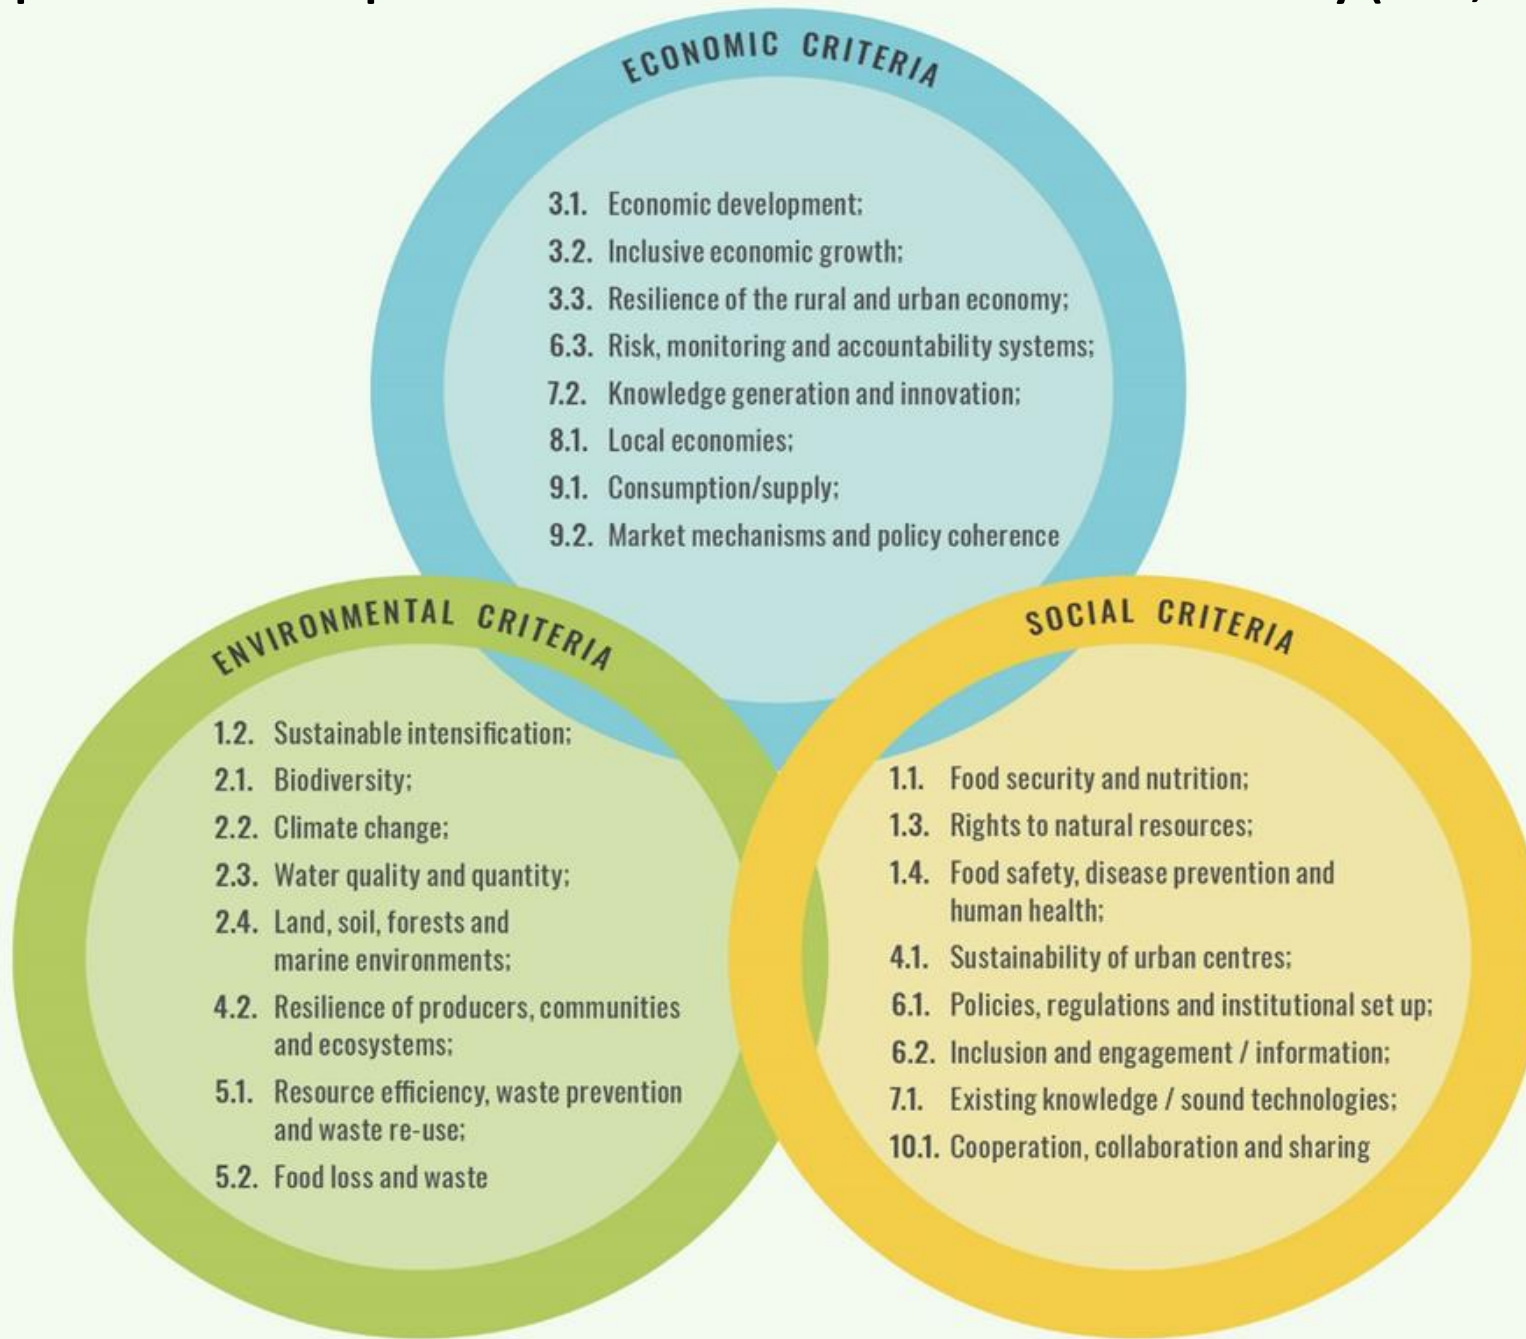 ECONOMIC CRITERIA
3.1. Economic development;
3.2. Inclusive economic growth;
3.3. Resilience of the rural and urban economy;
6.3. Risk, monitoring and accountability systems;
7.2. Knowledge generation and innovation;
8.1. Local economies;
9.1. Consumption/supply;
9.2. Market mechanisms and policy coherence
ENVIRONMENTAL CRITERIA
1.2. Sustainable intensification;
2.1. Biodiversity;
2.2. Climate change;
2.3. Water quality and quantity;
2.4. Land, soil, forests and
marine environments;
4.2. Resilience of producers, communities
and ecosystems;
5.1. Resource efficiency, waste prevention
and waste re-use;
5.2. Food loss and waste
SOCIAL CRITERIA
1.1. Food security and nutrition;
1.3. Rights to natural resources;
1.4. Food safety, disease prevention and
human health;
4.1. Sustainability of urban centres;
6.1. Policies, regulations and institutional set up;
6.2. Inclusion and engagement / information;
7.1. Existing knowledge / sound technologies;
10.1. Cooperation, collaboration and sharing